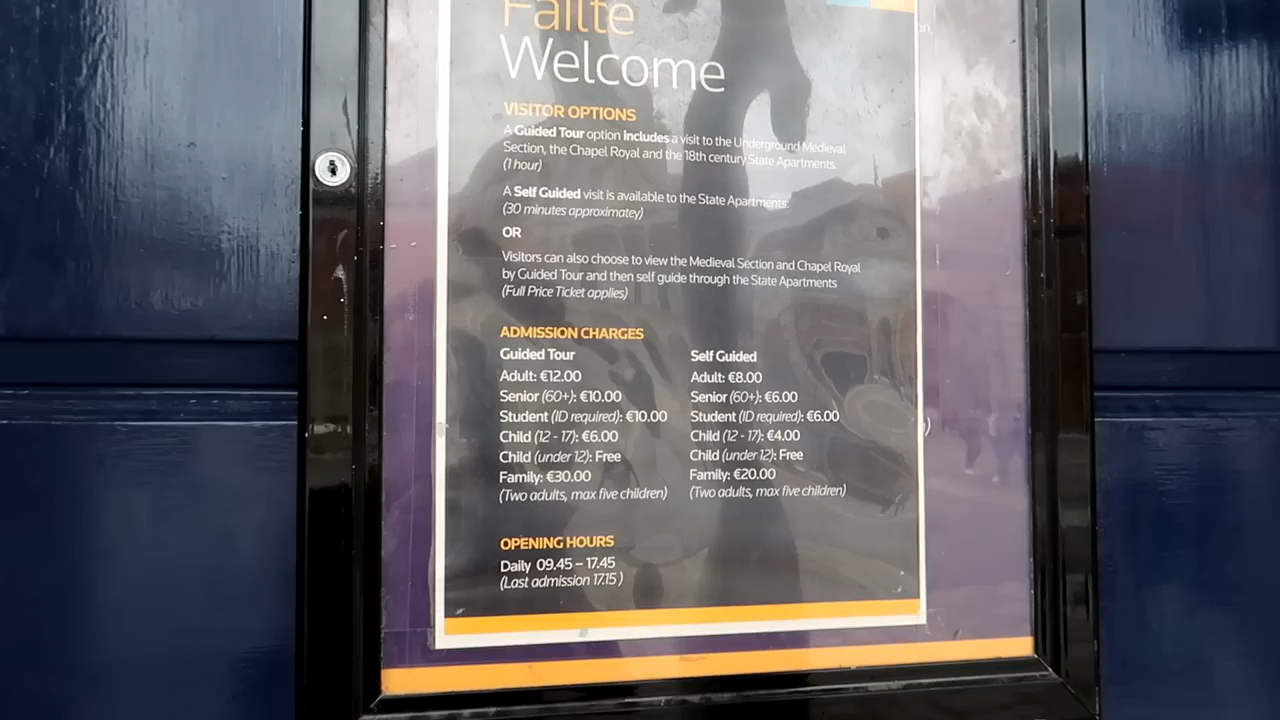 Fáilte
Welcome
VISITOR OPTIONS
A Guided Tour option includes a visit to the Underground Medieval
Section, the Chapel Royal and the 18th century State Apartments.
(1 hour)
A Self Guided visit is available to the State Apartments.
(30 minutes approximatey)
OR
Visitors can also choose to view the Medieval Section and Chapel Royal
by Guided Tour and then self guide through the State Apartments
(Full Price Ticket applies)
ADMISSION CHARGES
Guided Tour
Adult: €12.00
Senior (60+): €10.00
Student (ID required): €10.00
Child (12 - 17): €6.00
Child (under 12): Free
Family: €30.00
(Two adults, max five children)
Self Guided
Adult: €8.00
Senior (60+): €6.00
Student (ID required): €6.00
Child (12 - 17): €4.00
Child (under 12): Free
Family: €20.00
(Two adults, max five children)
OPENING HOURS
Daily 09.45 – 17.45
(Last admission 17.15 )